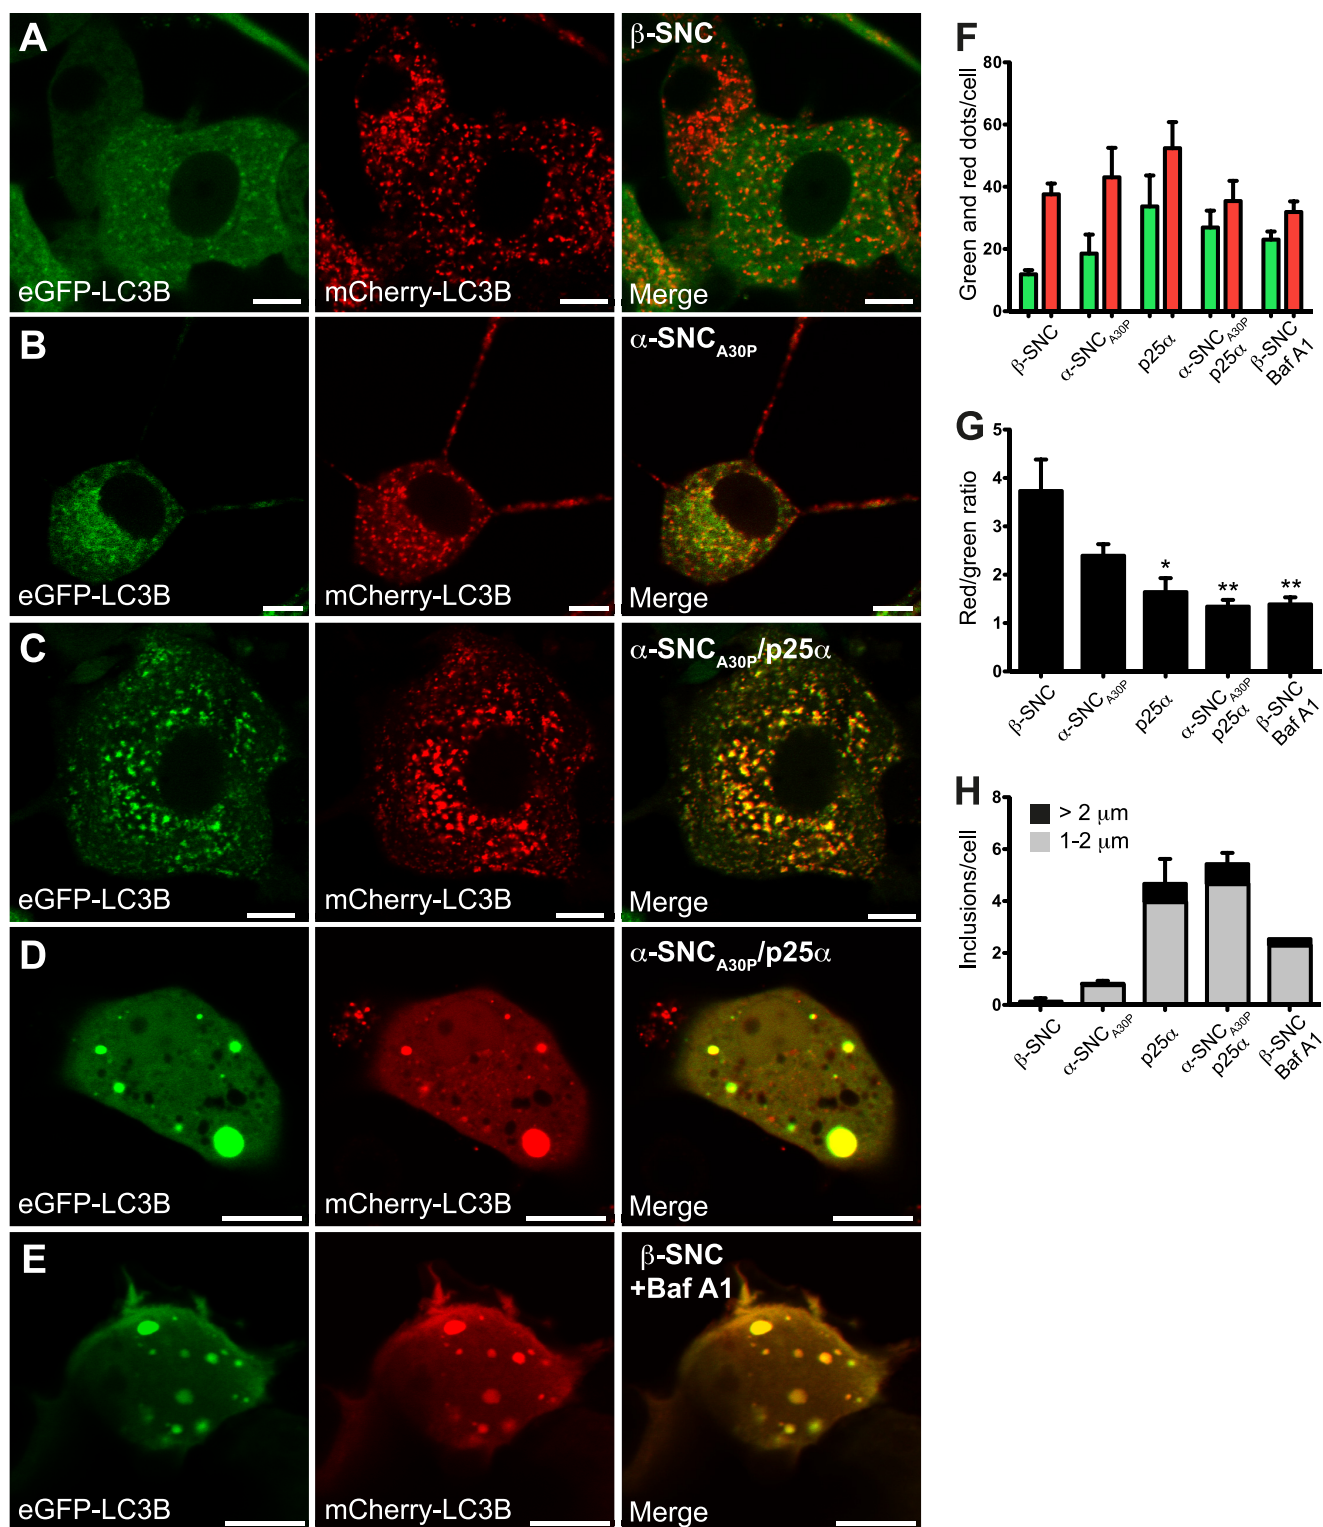 A
β-SNC
eGFP-LC3B
mCherry-LC3B
Merge
B
α-SNCA30P
eGFP-LC3B
mCherry-LC3B
Merge
C
α-SNCA30P/p25α
eGFP-LC3B
mCherry-LC3B
Merge
D
α-SNCA30P/p25α
eGFP-LC3B
mCherry-LC3B
Merge
E
β-SNC
+Baf A1
eGFP-LC3B
mCherry-LC3B
Merge
F
Green and red dots/cell
80
60
40
20
0
β-SNC
α-SNCA30P
p25α
α-SNCA30P
p25α
β-SNC
Baf A1
G
Red/green ratio
5
4
3
2
1
0
*
**
**
β-SNC
α-SNCA30P
p25α
α-SNCA30P
p25α
β-SNC
Baf A1
H
Inclusions/cell
8
6
4
2
0
> 2 μm
1-2 μm
β-SNC
α-SNCA30P
p25α
α-SNCA30P
p25α
β-SNC
Baf A1